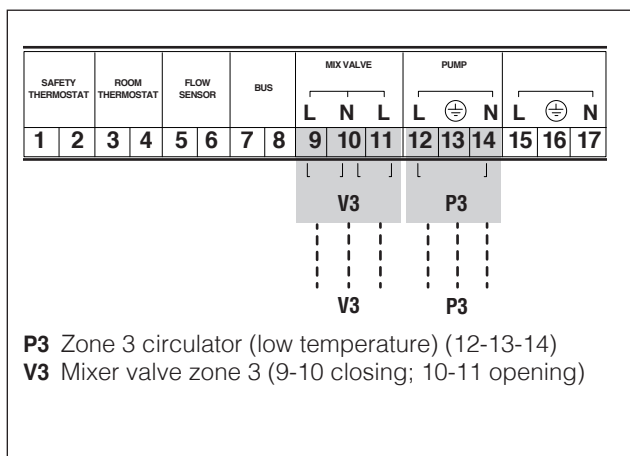 MIX VALVE PUMP
SAFETY THERMOSTAT ROOM THERMOSTAT FLOW SENSOR BUS
L N L L N L N
1 2 3 4 5 6 7 8 9 10 11 12 13 14 15 16 17
V3 P3
V3 P3
P3 Zone 3 circulator (low temperature) (12-13-14)
V3 Mixer valve zone 3 (9-10 closing; 10-11 opening)